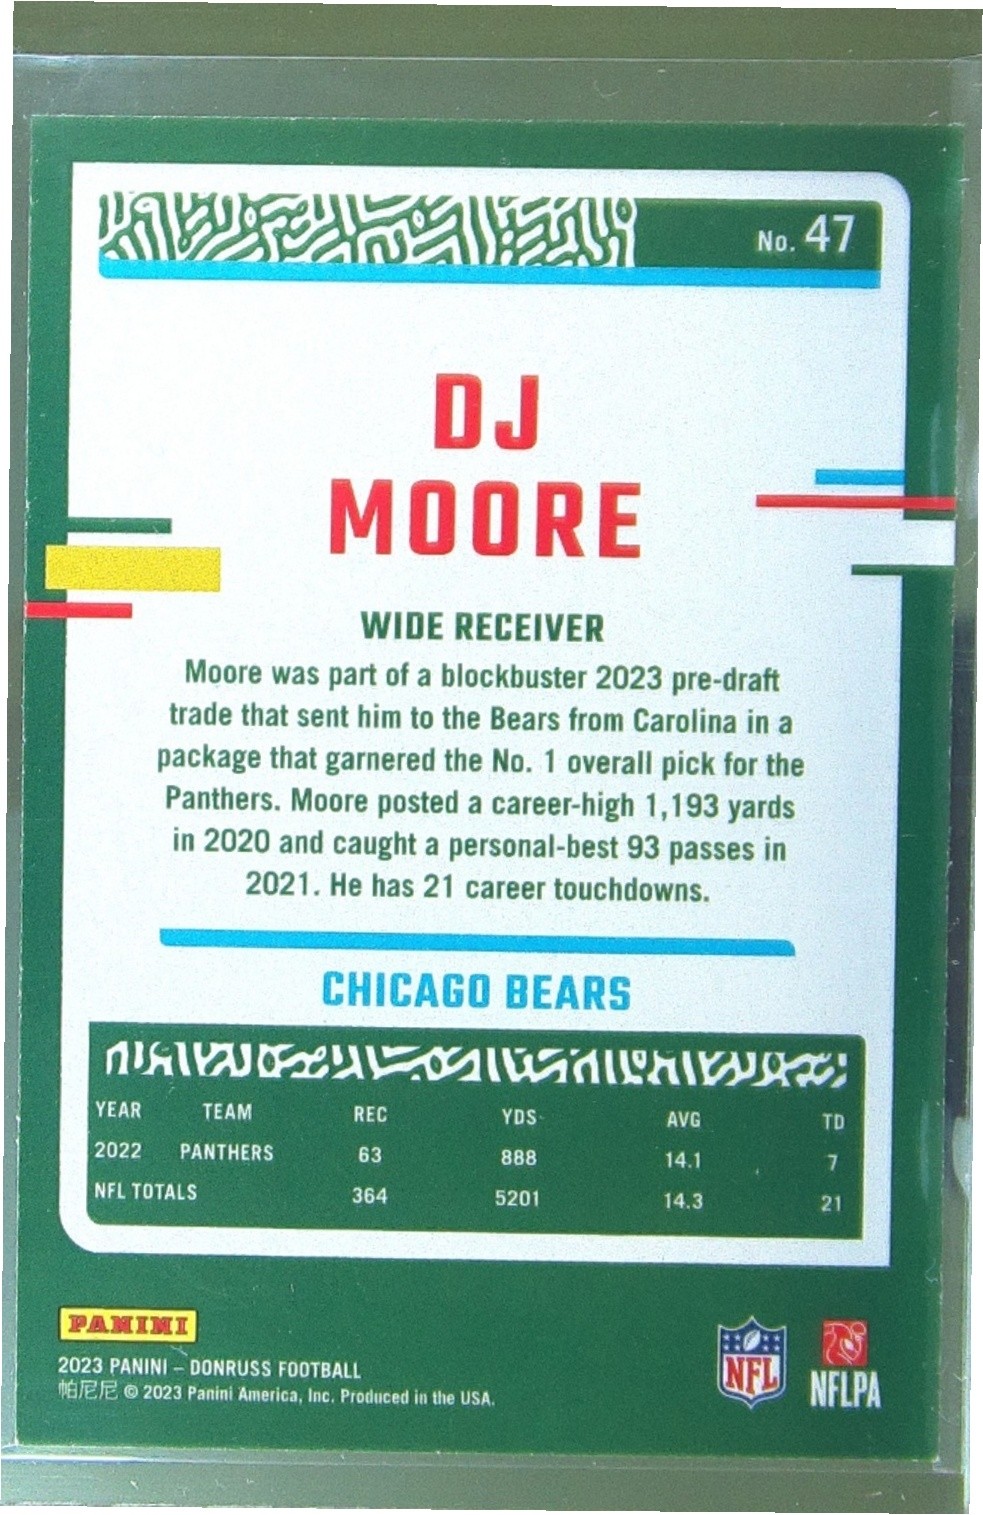 No. 47
DJ
MOORE
WIDE RECEIVER
Moore was part of a blockbuster 2023 pre-draft
trade that sent him to the Bears from Carolina in a
package that garnered the No. 1 overall pick for the
Panthers. Moore posted a career-high 1,193 yards
in 2020 and caught a personal-best 93 passes in
2021. He has 21 career touchdowns.
CHICAGO BEARS
YEAR TEAM REC YDS AVG TD
2022 PANTHERS 63 888 14.1 7
NFL TOTALS 364 5201 14.3 21
PANINI
2023 PANINI – DONRUSS FOOTBALL
帕尼尼 © 2023 Panini America, Inc. Produced in the USA.
NFL
NFLPA